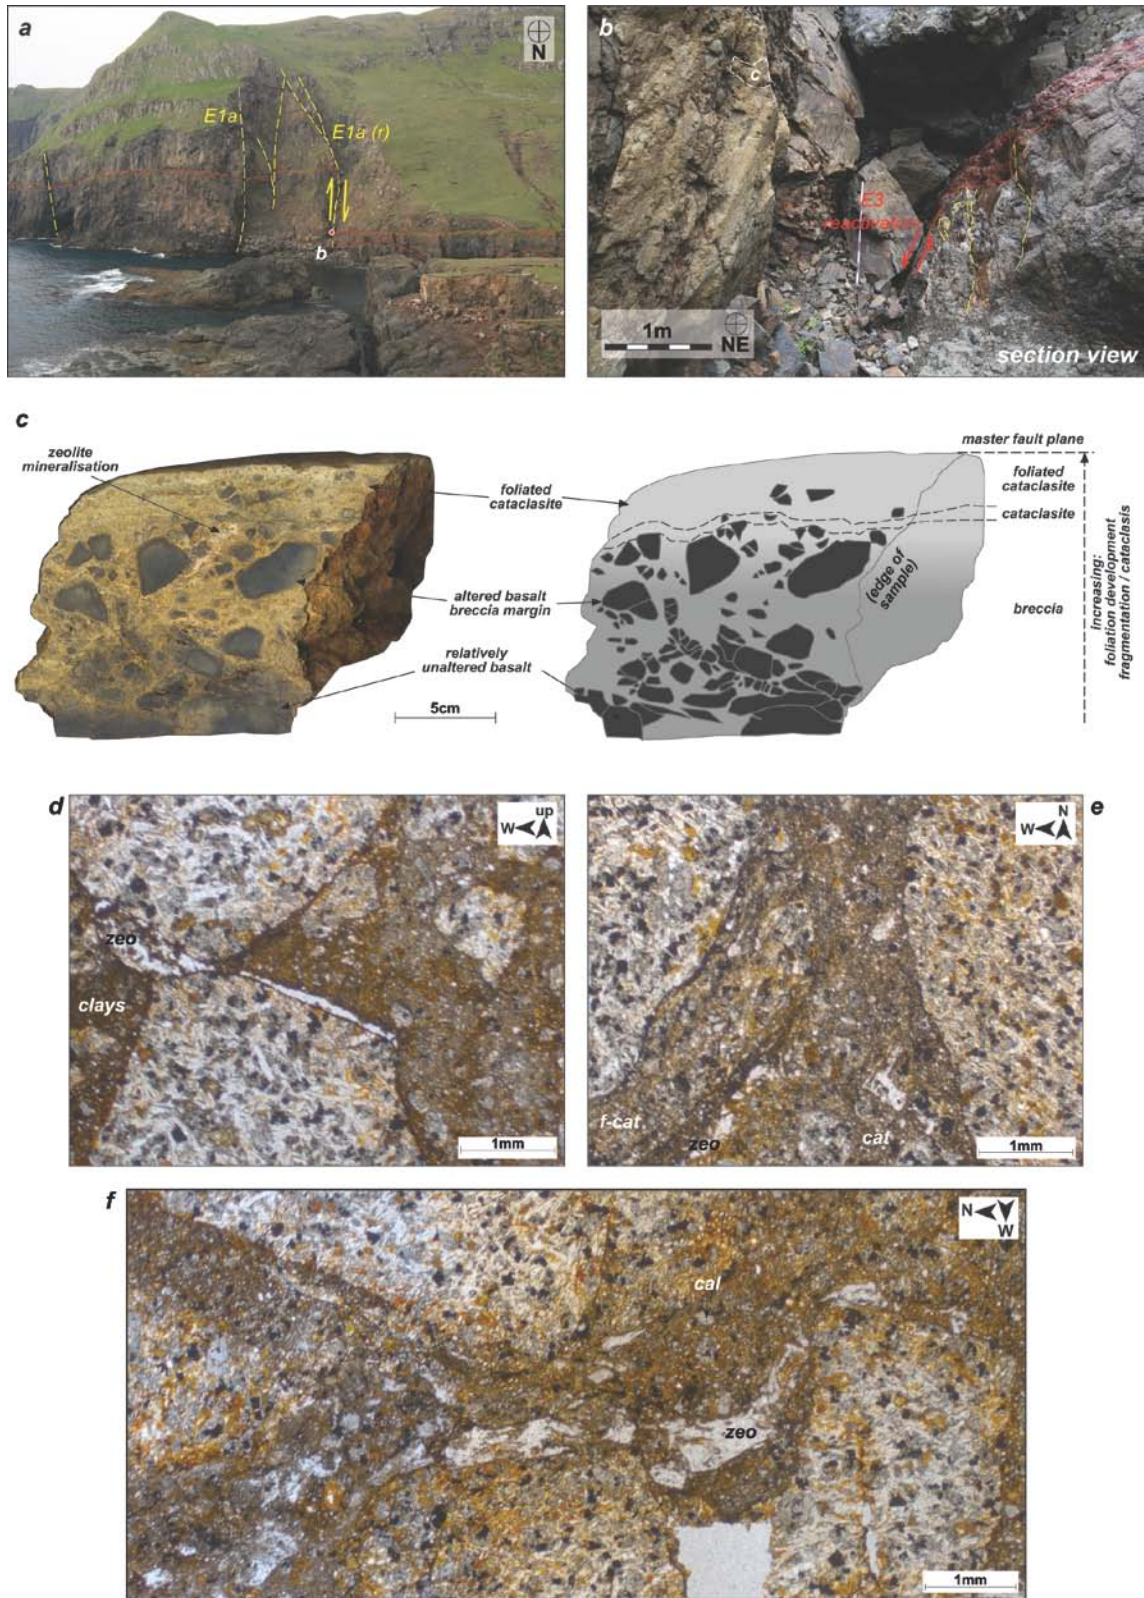 a
N
E1a
E1a (r)
b
b
c
E3
reactivation
1m
NE
section view
c
zeolite
mineralisation
foliated
cataclasite
altered basalt
breccia margin
relatively
unaltered basalt
5cm
(edge of
sample)
master fault plane
foliated
cataclasite
cataclasite
breccia
Increasing:
foliation development
fragmentation / cataclasis
d
up
W
zeo
clays
1mm
e
N
W
f-cat
zeo
cat
1mm
f
N
W
cal
zeo
1mm